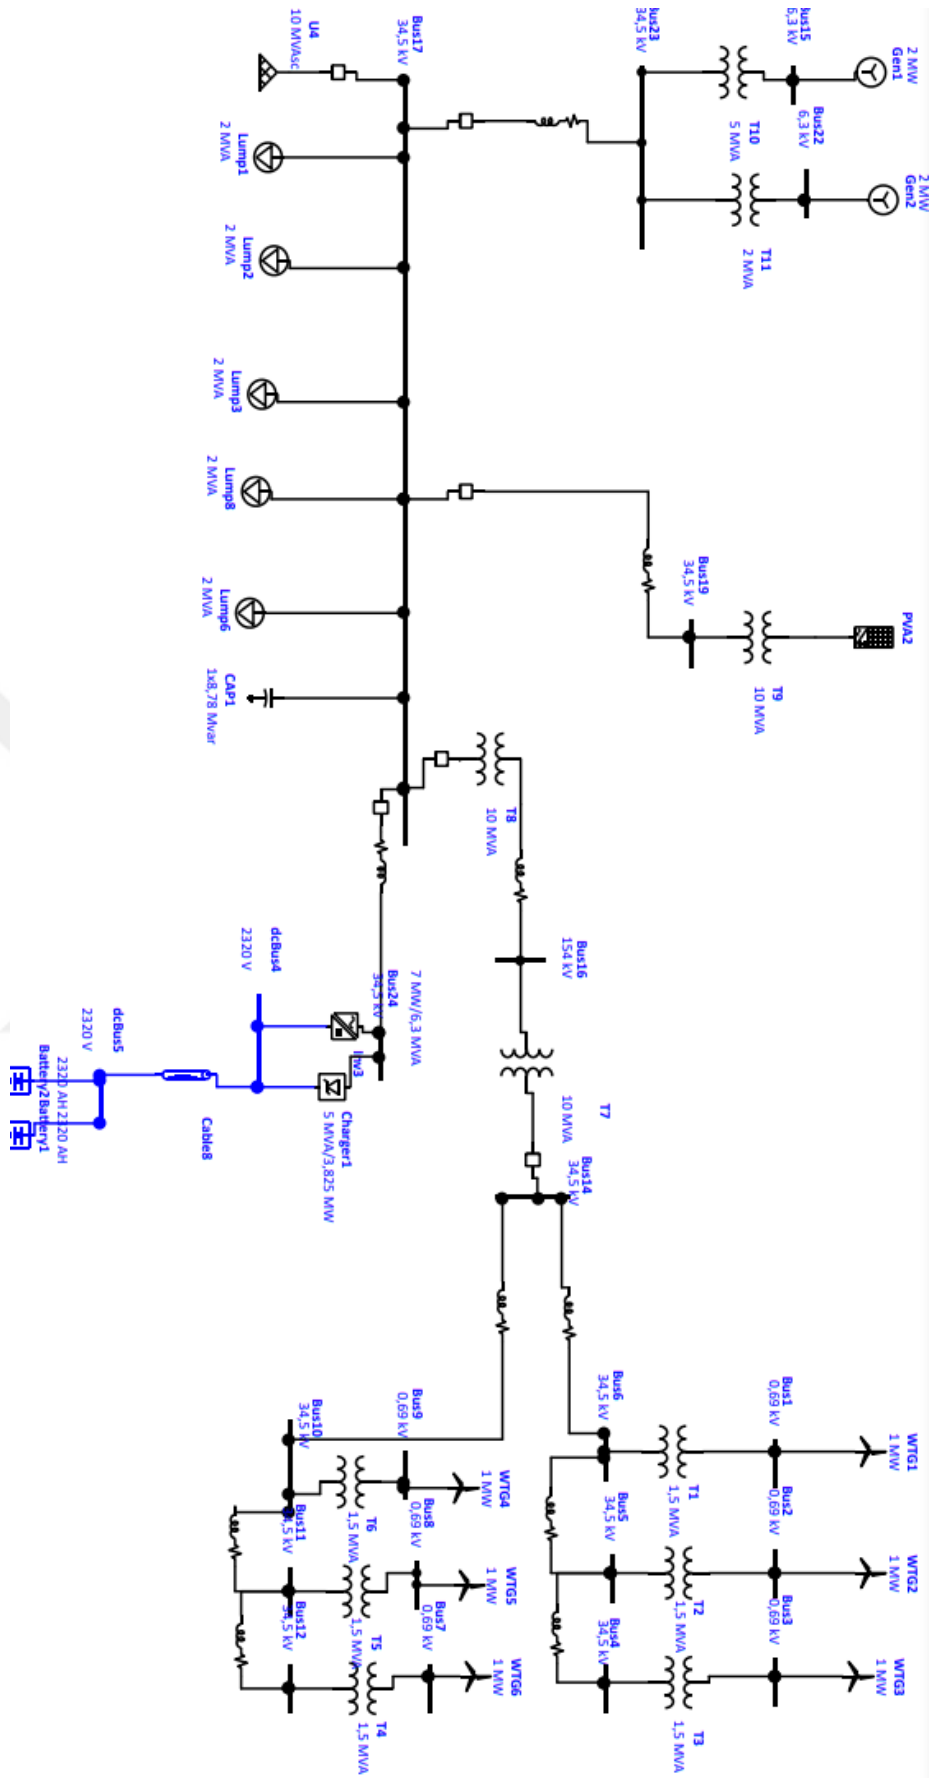 2 MW
Gen1
2 MW
Gen2
Bus15
6,3 kV
Bus22
6,3 kV
T10
5 MVA
T11
2 MVA
Bus23
34,5 kV
Bus17
34,5 kV
U4
10 MVAsc
Lump1
2 MVA
Lump2
2 MVA
Lump3
2 MVA
Lump8
2 MVA
Lump6
2 MVA
CAP1
1x8,78 Mvar
PVA2
T9
10 MVA
Bus19
34,5 kV
T8
10 MVA
Bus16
154 kV
T7
10 MVA
Bus14
34,5 kV
7 MW/6,3 MVA
Bus24
34,5 kV
Inv3
Charger1
5 MVA/3,825 MW
dcBus4
2320 V
Cable8
dcBus5
2320 V
2320 AH
2320 AH
Battery2
Battery1
WTG1
1 MW
WTG2
1 MW
WTG3
1 MW
Bus1
0,69 kV
Bus2
0,69 kV
Bus3
0,69 kV
T1
1,5 MVA
T2
1,5 MVA
T3
1,5 MVA
Bus6
34,5 kV
Bus5
34,5 kV
Bus4
34,5 kV
WTG4
1 MW
WTG5
1 MW
WTG6
1 MW
Bus9
0,69 kV
Bus8
0,69 kV
Bus7
0,69 kV
T6
1,5 MVA
T5
1,5 MVA
T4
1,5 MVA
Bus10
34,5 kV
Bus11
34,5 kV
Bus12
34,5 kV